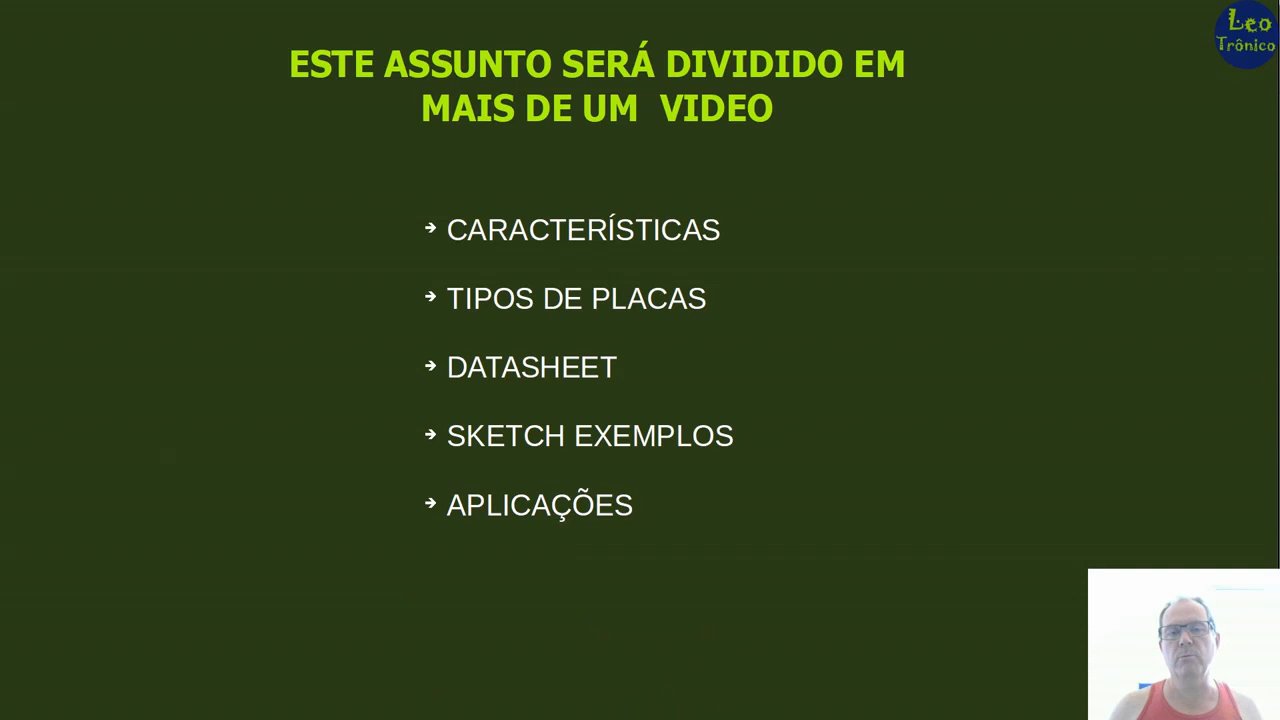 Leo
Trônico
ESTE ASSUNTO SERÁ DIVIDIDO EM
MAIS DE UM VIDEO
CARACTERÍSTICAS
TIPOS DE PLACAS
DATASHEET
SKETCH EXEMPLOS
APLICAÇÕES